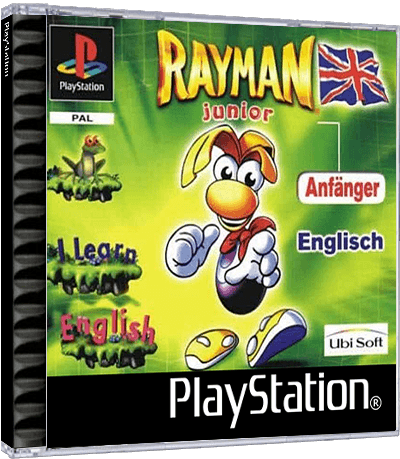 PlayStation
PlayStation
PAL
RAYMAN
junior
Anfänger
Englisch
I Learn
English
Ubi Soft
PlayStation®